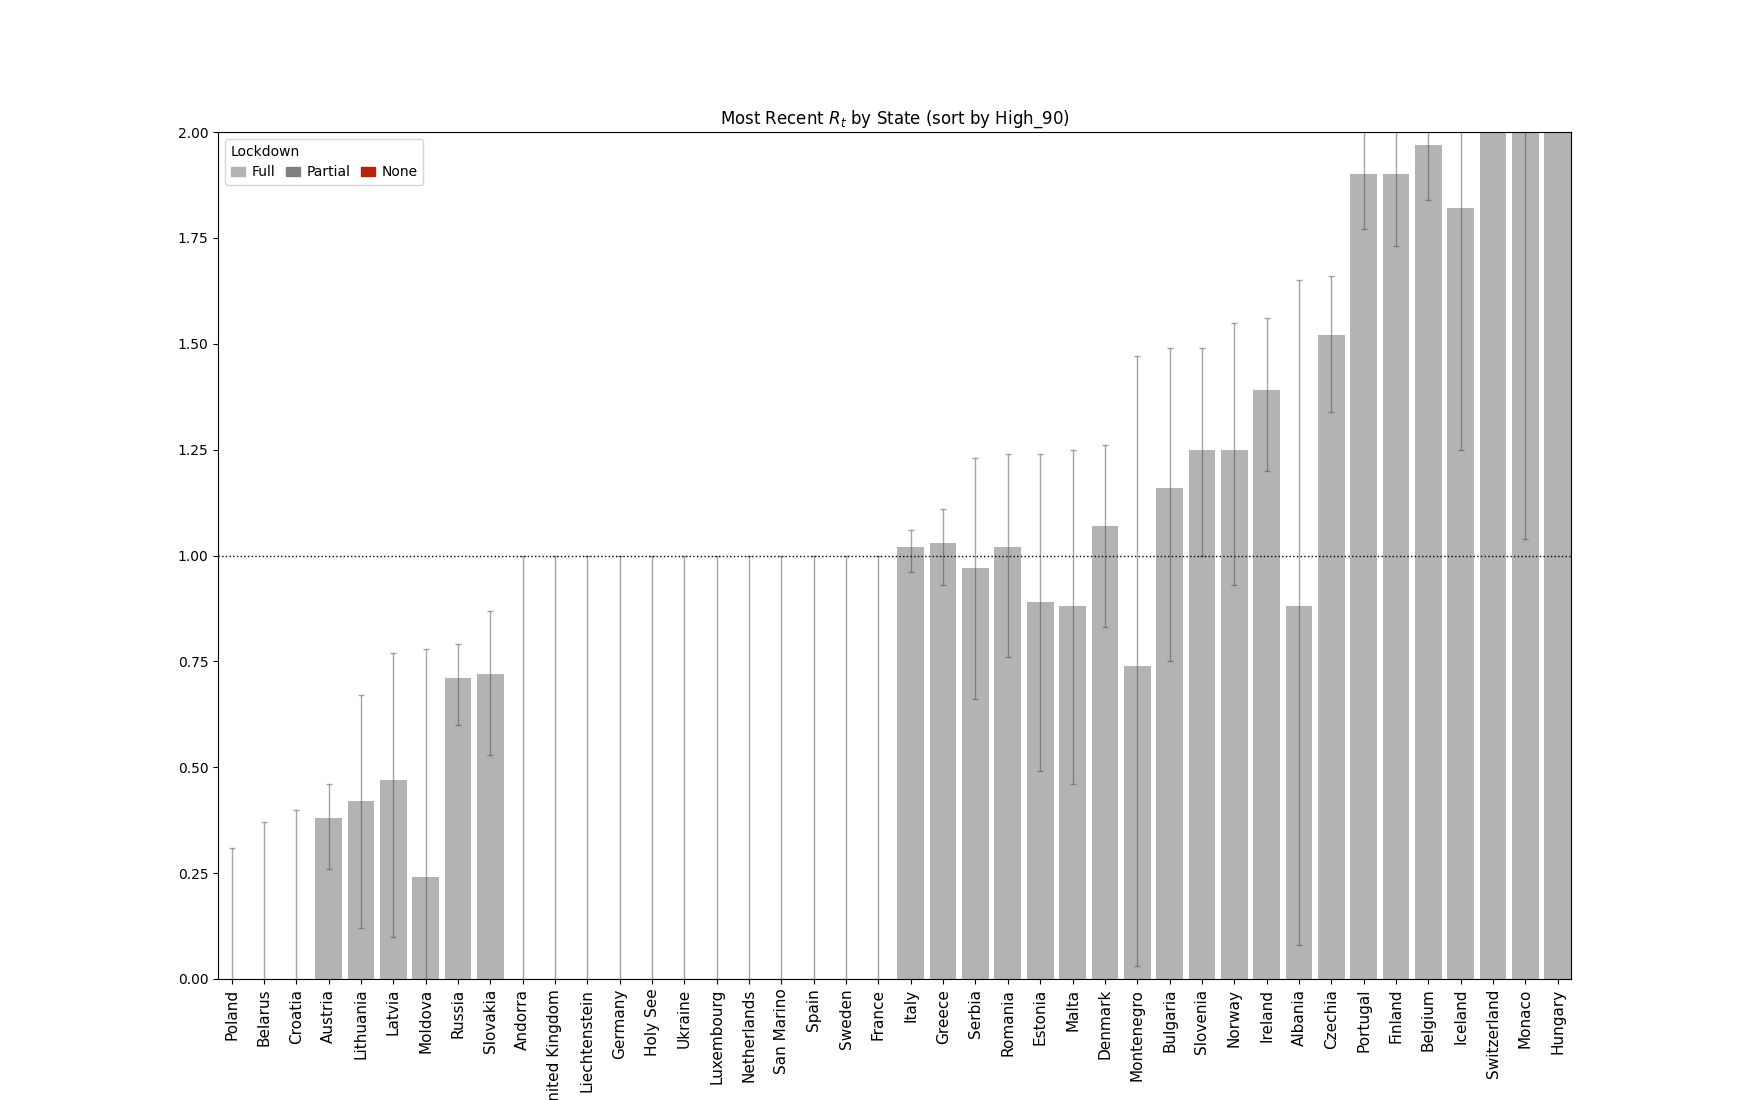 Most Recent R_t by State (sort by High_90)
Lockdown
Full Partial None
2.00
1.75
1.50
1.25
1.00
0.75
0.50
0.25
0.00
Poland
Belarus
Croatia
Austria
Lithuania
Latvia
Moldova
Russia
Slovakia
Andorra
nited Kingdom
Liechtenstein
Germany
Holy See
Ukraine
Luxembourg
Netherlands
San Marino
Spain
Sweden
France
Italy
Greece
Serbia
Romania
Estonia
Malta
Denmark
Montenegro
Bulgaria
Slovenia
Norway
Ireland
Albania
Czechia
Portugal
Finland
Belgium
Iceland
Switzerland
Monaco
Hungary